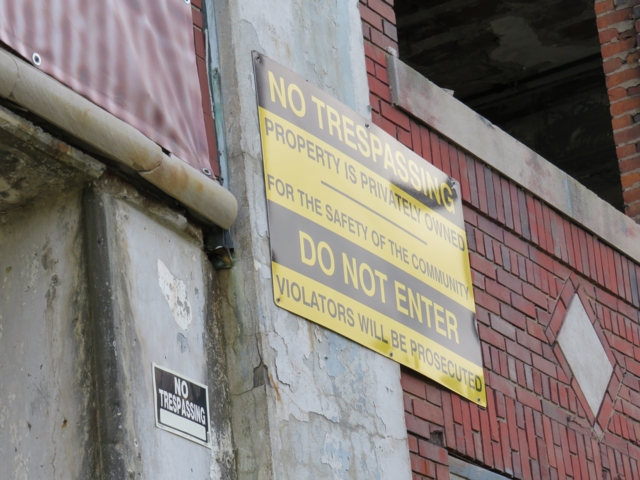 NO TRESPASSING
PROPERTY IS PRIVATELY OWNED
FOR THE SAFETY OF THE COMMUNITY
DO NOT ENTER
VIOLATORS WILL BE PROSECUTED
NO
TRESPASSING